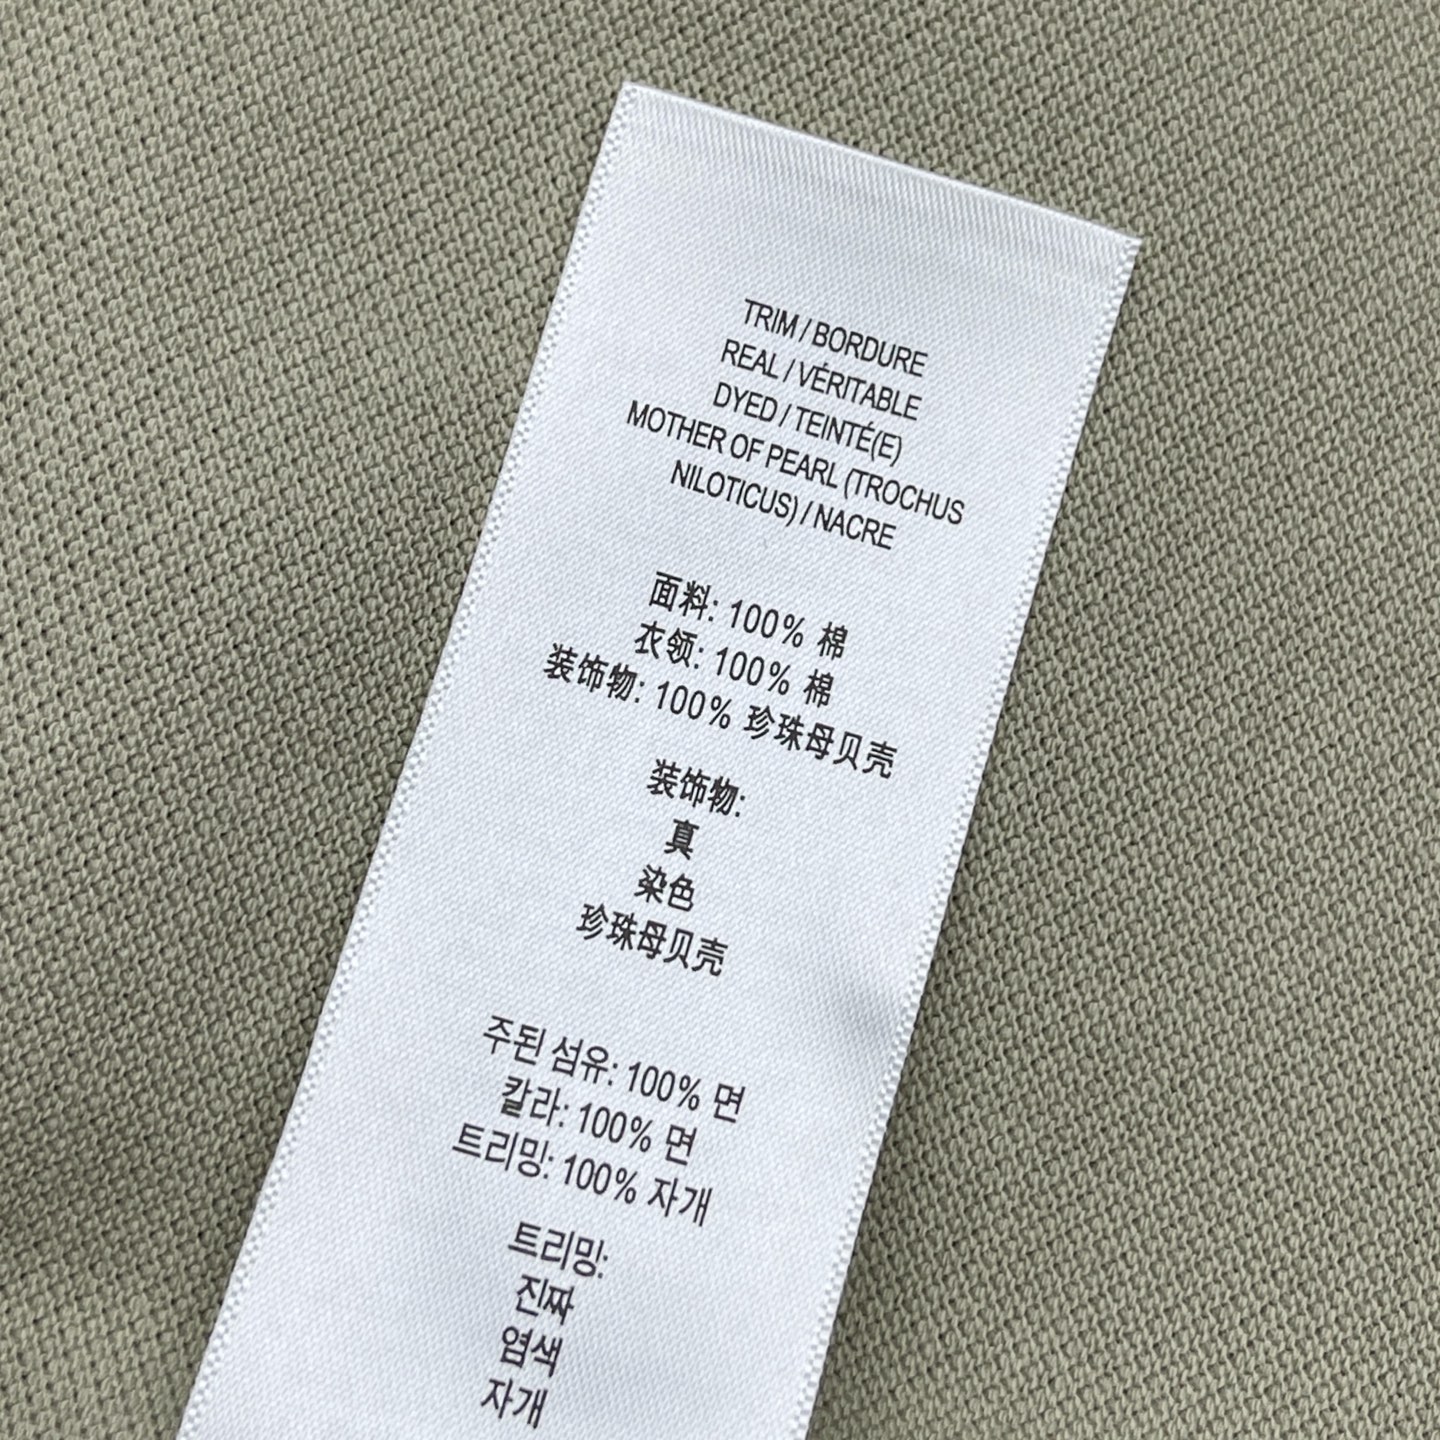 TRIM / BORDURE
REAL / VÉRITABLE
DYED / TEINTÉ(E)
MOTHER OF PEARL (TROCHUS
NILOTICUS) / NACRE
面料: 100% 棉
衣领: 100% 棉
装饰物: 100% 珍珠母贝壳
装饰物:
真
染色
珍珠母贝壳
주된 섬유: 100% 면
칼라: 100% 면
트리밍: 100% 자개
트리밍:
진짜
염색
자개